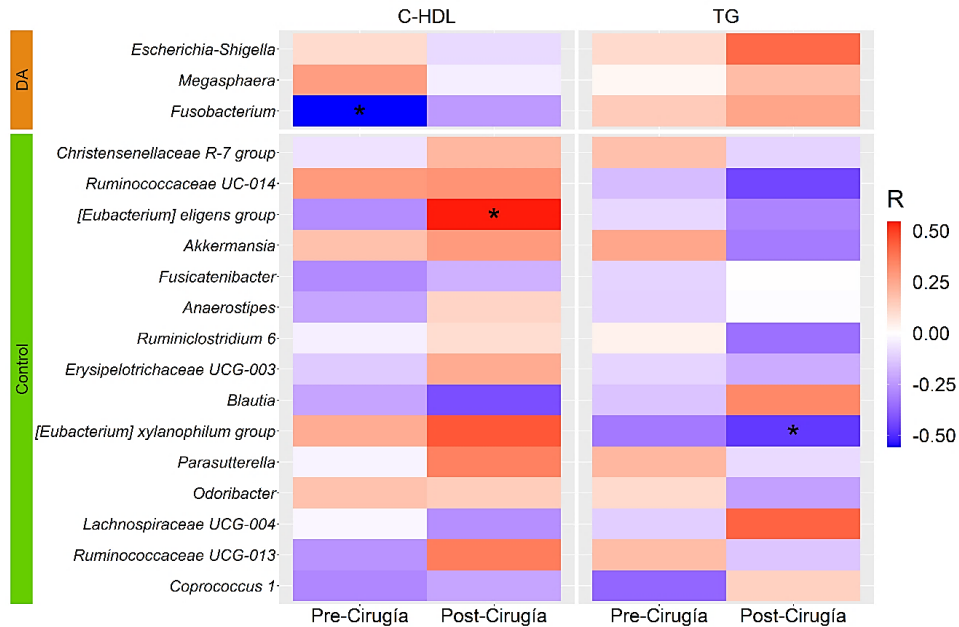 C-HDL TG
DA
Escherichia-Shigella
Megasphaera
Fusobacterium
*
Control
Christensenellaceae R-7 group
Ruminococcaceae UC-014
[Eubacterium] eligens group
*
Akkermansia
Fusicatenibacter
Anaerostipes
Ruminiclostridium 6
Erysipelotrichaceae UCG-003
Blautia
[Eubacterium] xylanophilum group
*
Parasutterella
Odoribacter
Lachnospiraceae UCG-004
Ruminococcaceae UCG-013
Coprococcus 1
Pre-Cirugía Post-Cirugía Pre-Cirugía Post-Cirugía
R
0.50
0.25
0.00
-0.25
-0.50